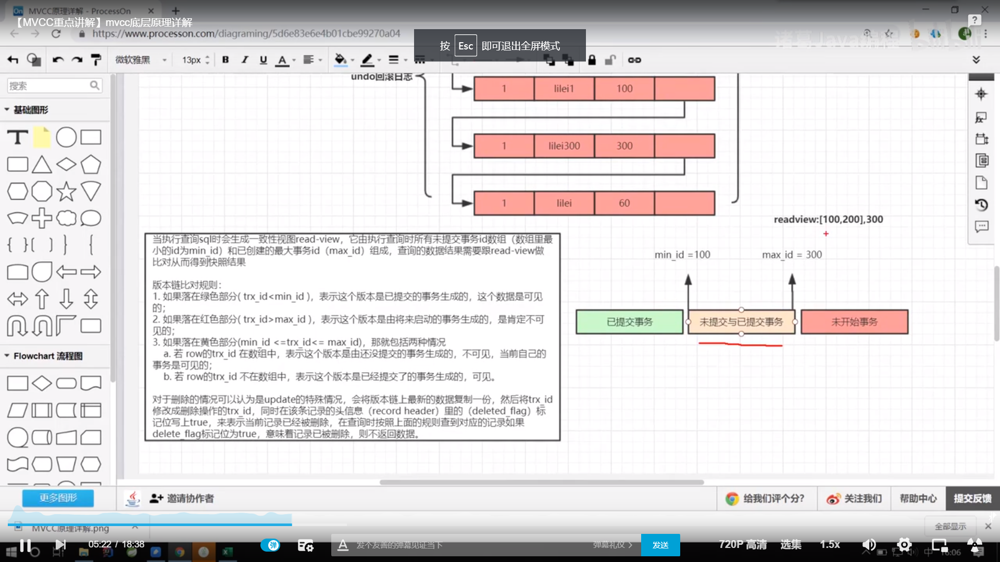 MVCC原理详解 - ProcessOn
【MVCC重点讲解】mvcc底层原理详解
https://www.processon.com/diagraming/5d6e83e6e4b01cbe99270a04
按 Esc 即可退出全屏模式
微软雅黑 13px B I U A
搜索
基础图形
undo回滚日志
1 lilei1 100
1 lilei300 300
1 lilei 60
readview:[100,200],300
min_id =100 max_id = 300
已提交事务 未提交与已提交事务 未开始事务
当执行查询sql时会生成一致性视图read-view，它由执行查询时所有未提交事务id数组（数组里最
小的id为min_id）和已创建的最大事务id（max_id）组成，查询的数据结果需要跟read-view做
比对从而得到快照结果
版本链比对规则：
1. 如果落在绿色部分( trx_id<min_id )，表示这个版本是已提交的事务生成的，这个数据是可见
的；
2. 如果落在红色部分( trx_id>max_id )，表示这个版本是由将来启动的事务生成的，是肯定不可
见的；
3. 如果落在黄色部分(min_id <=trx_id<= max_id)，那就包括两种情况
a. 若 row的trx_id 在数组中，表示这个版本是由还没提交的事务生成的，不可见，当前自己的
事务是可见的；
b. 若 row的trx_id 不在数组中，表示这个版本是已经提交了的事务生成的，可见。
对于删除的情况可以认为是update的特殊情况，会将版本链上最新的数据复制一份，然后将trx_id
修改成删除操作的trx_id，同时在该条记录的头信息（record header）里的（deleted_flag）标
记位写上true，来表示当前记录已经被删除，在查询时按照上面的规则查到对应的记录如果
delete_flag标记位为true，意味着记录已被删除，则不返回数据。
Flowchart 流程图
更多图形
邀请协作者
给我们评个分？
关注我们
帮助中心
提交反馈
MVCC原理详解.png
全部显示
05:22 / 18:38
弹
发个友善的弹幕见证当下
弹幕礼仪
发送
720P 高清
选集
1.5x
中
16:06